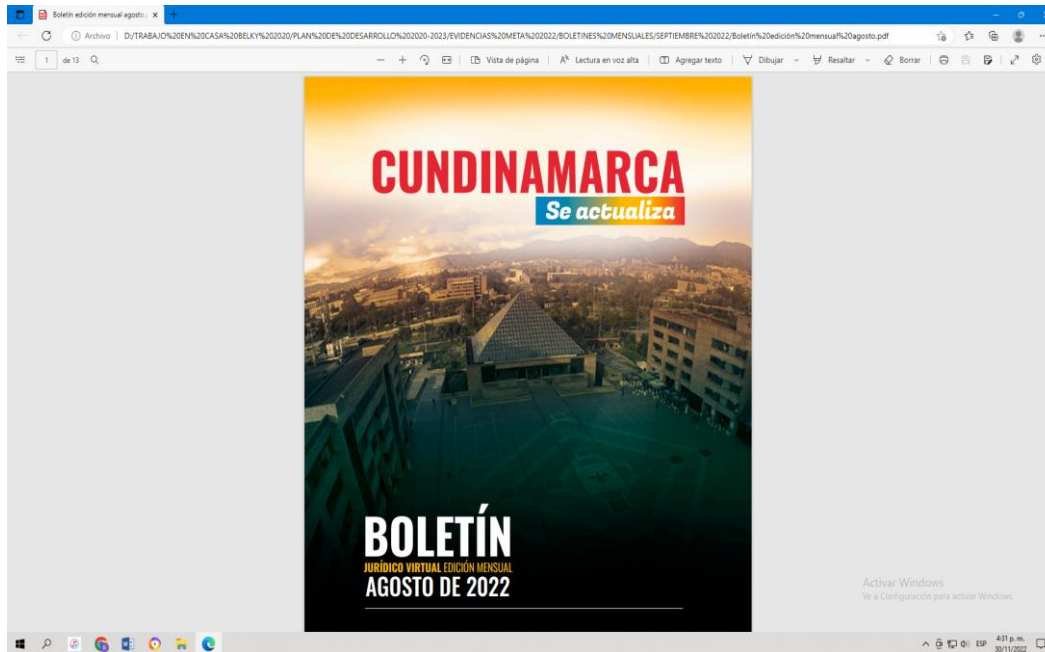 Boletín edición mensual agosto
Archivo | D:/TRABAJO%20EN%20CASA%20BELKY%202020/PLAN%20DE%20DESARROLLO%202020-2023/EVIDENCIAS%20META%202022/BOLETINES%20MENSUALES/SEPTIEMBRE%202022/Boletín%20edición%20mensual%20agosto.pdf
1 de 13 Vista de página Lectura en voz alta Agregar texto Dibujar Resaltar Borrar
CUNDINAMARCA
Se actualiza
BOLETÍN
JURÍDICO VIRTUAL EDICIÓN MENSUAL
AGOSTO DE 2022
Activar Windows
Ve a Configuración para activar Windows.
ESP 4:31 p. m.
30/11/2022